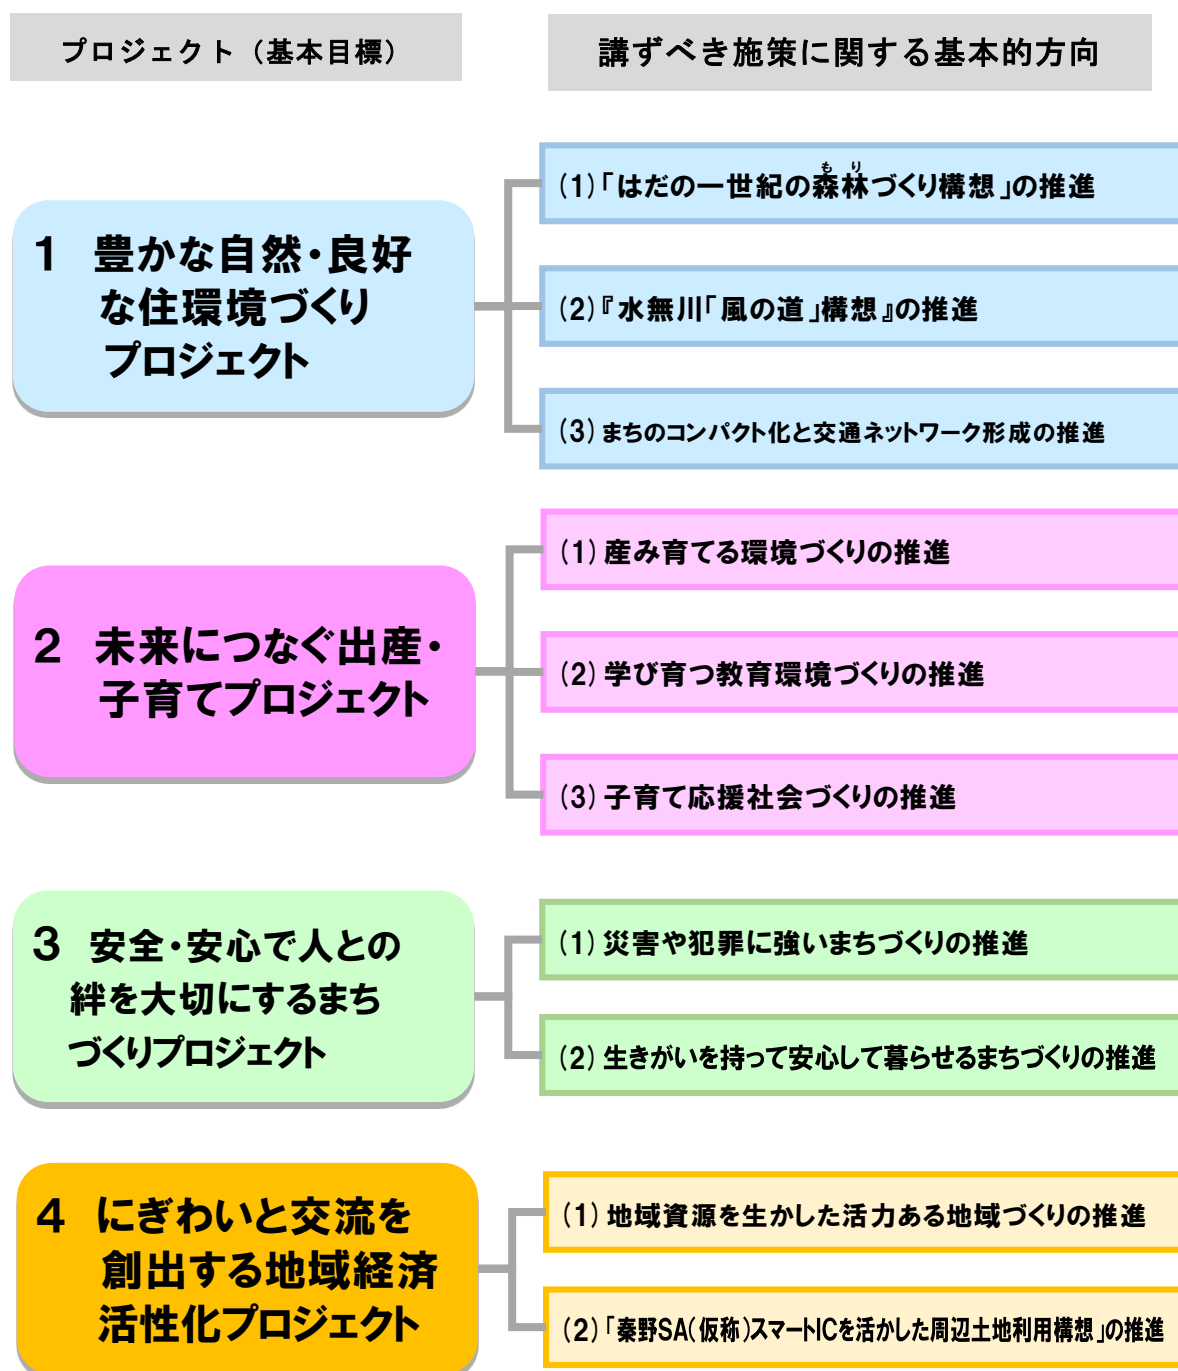 プロジェクト（基本目標）
講ずべき施策に関する基本的方向
1 豊かな自然・良好
な住環境づくり
プロジェクト
(1)「はだの一世紀の森林づくり構想」の推進
もり
(2)『水無川「風の道」構想』の推進
(3)まちのコンパクト化と交通ネットワーク形成の推進
2 未来につなぐ出産・
子育てプロジェクト
(1)産み育てる環境づくりの推進
(2)学び育つ教育環境づくりの推進
(3)子育て応援社会づくりの推進
3 安全・安心で人との
絆を大切にするまち
づくりプロジェクト
(1)災害や犯罪に強いまちづくりの推進
(2)生きがいを持って安心して暮らせるまちづくりの推進
4 にぎわいと交流を
創出する地域経済
活性化プロジェクト
(1)地域資源を生かした活力ある地域づくりの推進
(2)「秦野SA(仮称)スマートICを活かした周辺土地利用構想」の推進